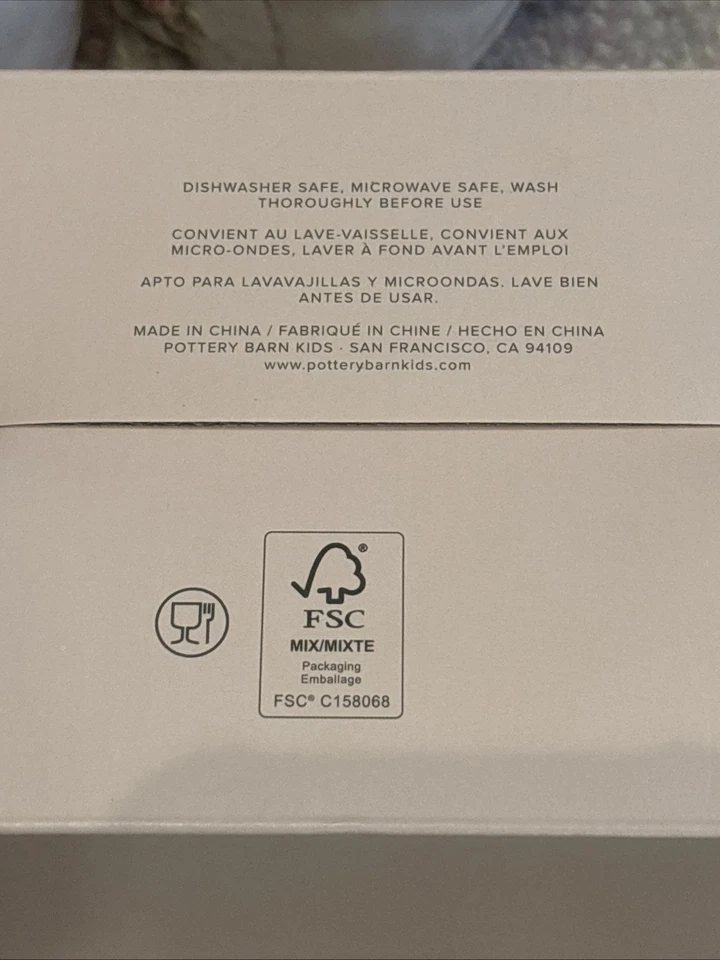 DISHWASHER SAFE, MICROWAVE SAFE, WASH
THOROUGHLY BEFORE USE
CONVIENT AU LAVE-VAISSELLE, CONVIENT AUX
MICRO-ONDES, LAVER À FOND AVANT L'EMPLOI
APTO PARA LAVAVAJILLAS Y MICROONDAS. LAVE BIEN
ANTES DE USAR.
MADE IN CHINA / FABRIQUÉ IN CHINE / HECHO EN CHINA
POTTERY BARN KIDS · SAN FRANCISCO, CA 94109
www.potterybarnkids.com
®
FSC
MIX/MIXTE
Packaging
Emballage
FSC® C158068